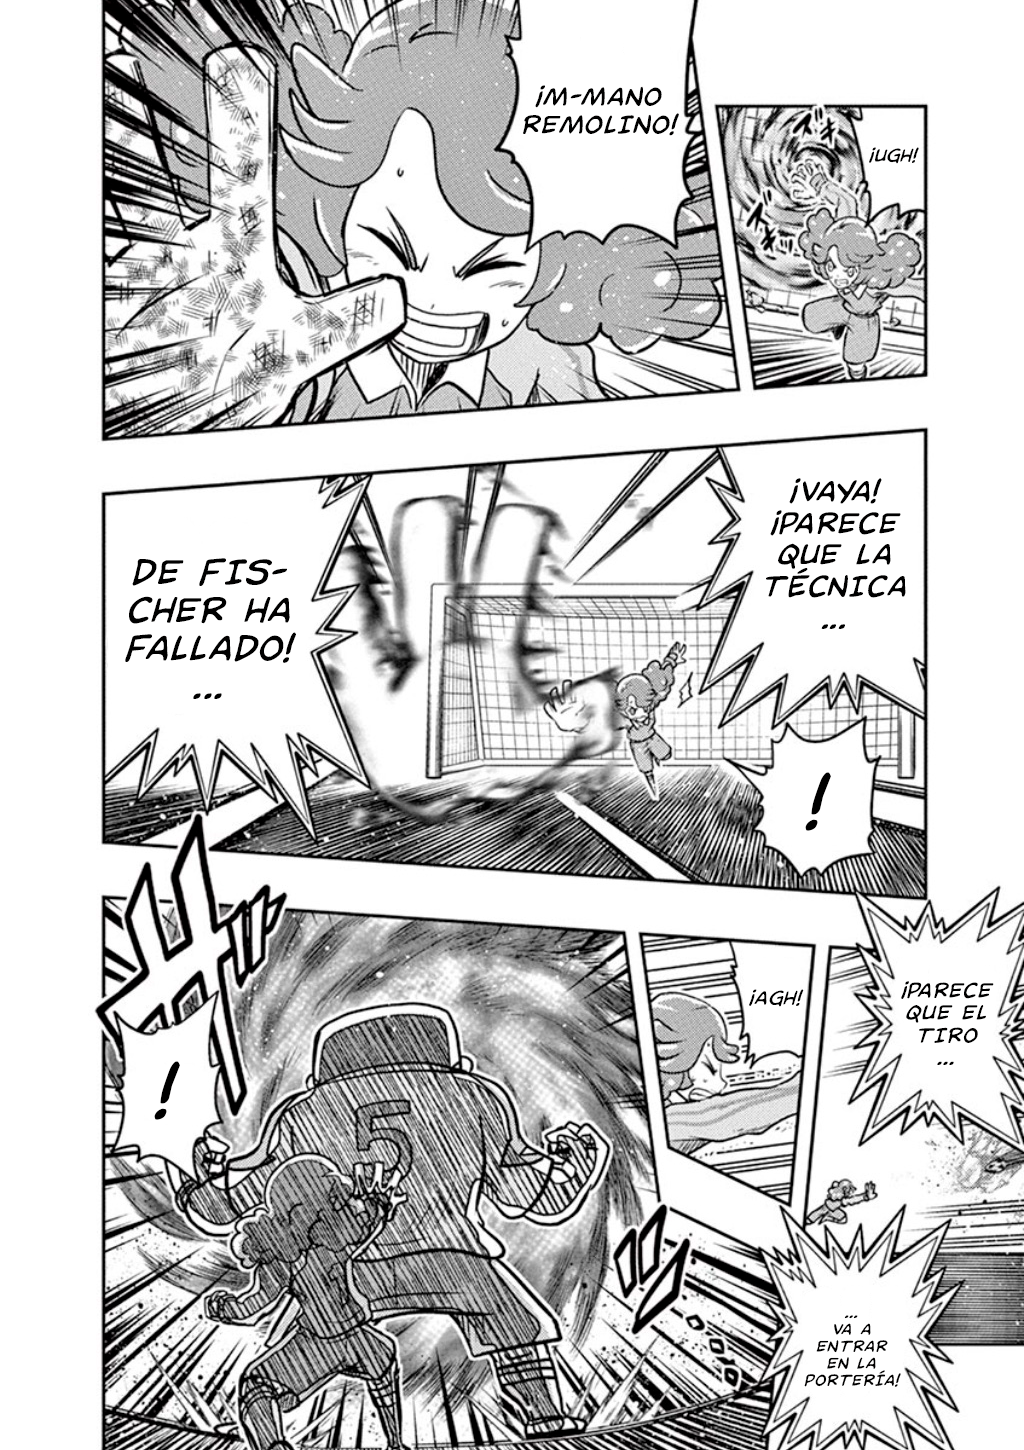 ¡UGH!
¡M-MANO
REMOLINO!
¡VAYA!
¡PARECE
QUE LA
TÉCNICA
...
DE FIS-
CHER HA
FALLADO!
...
!
¡PARECE
QUE EL
TIRO
...
...
VA A
ENTRAR
EN LA
PORTERÍA!
¡AGH!
!
5